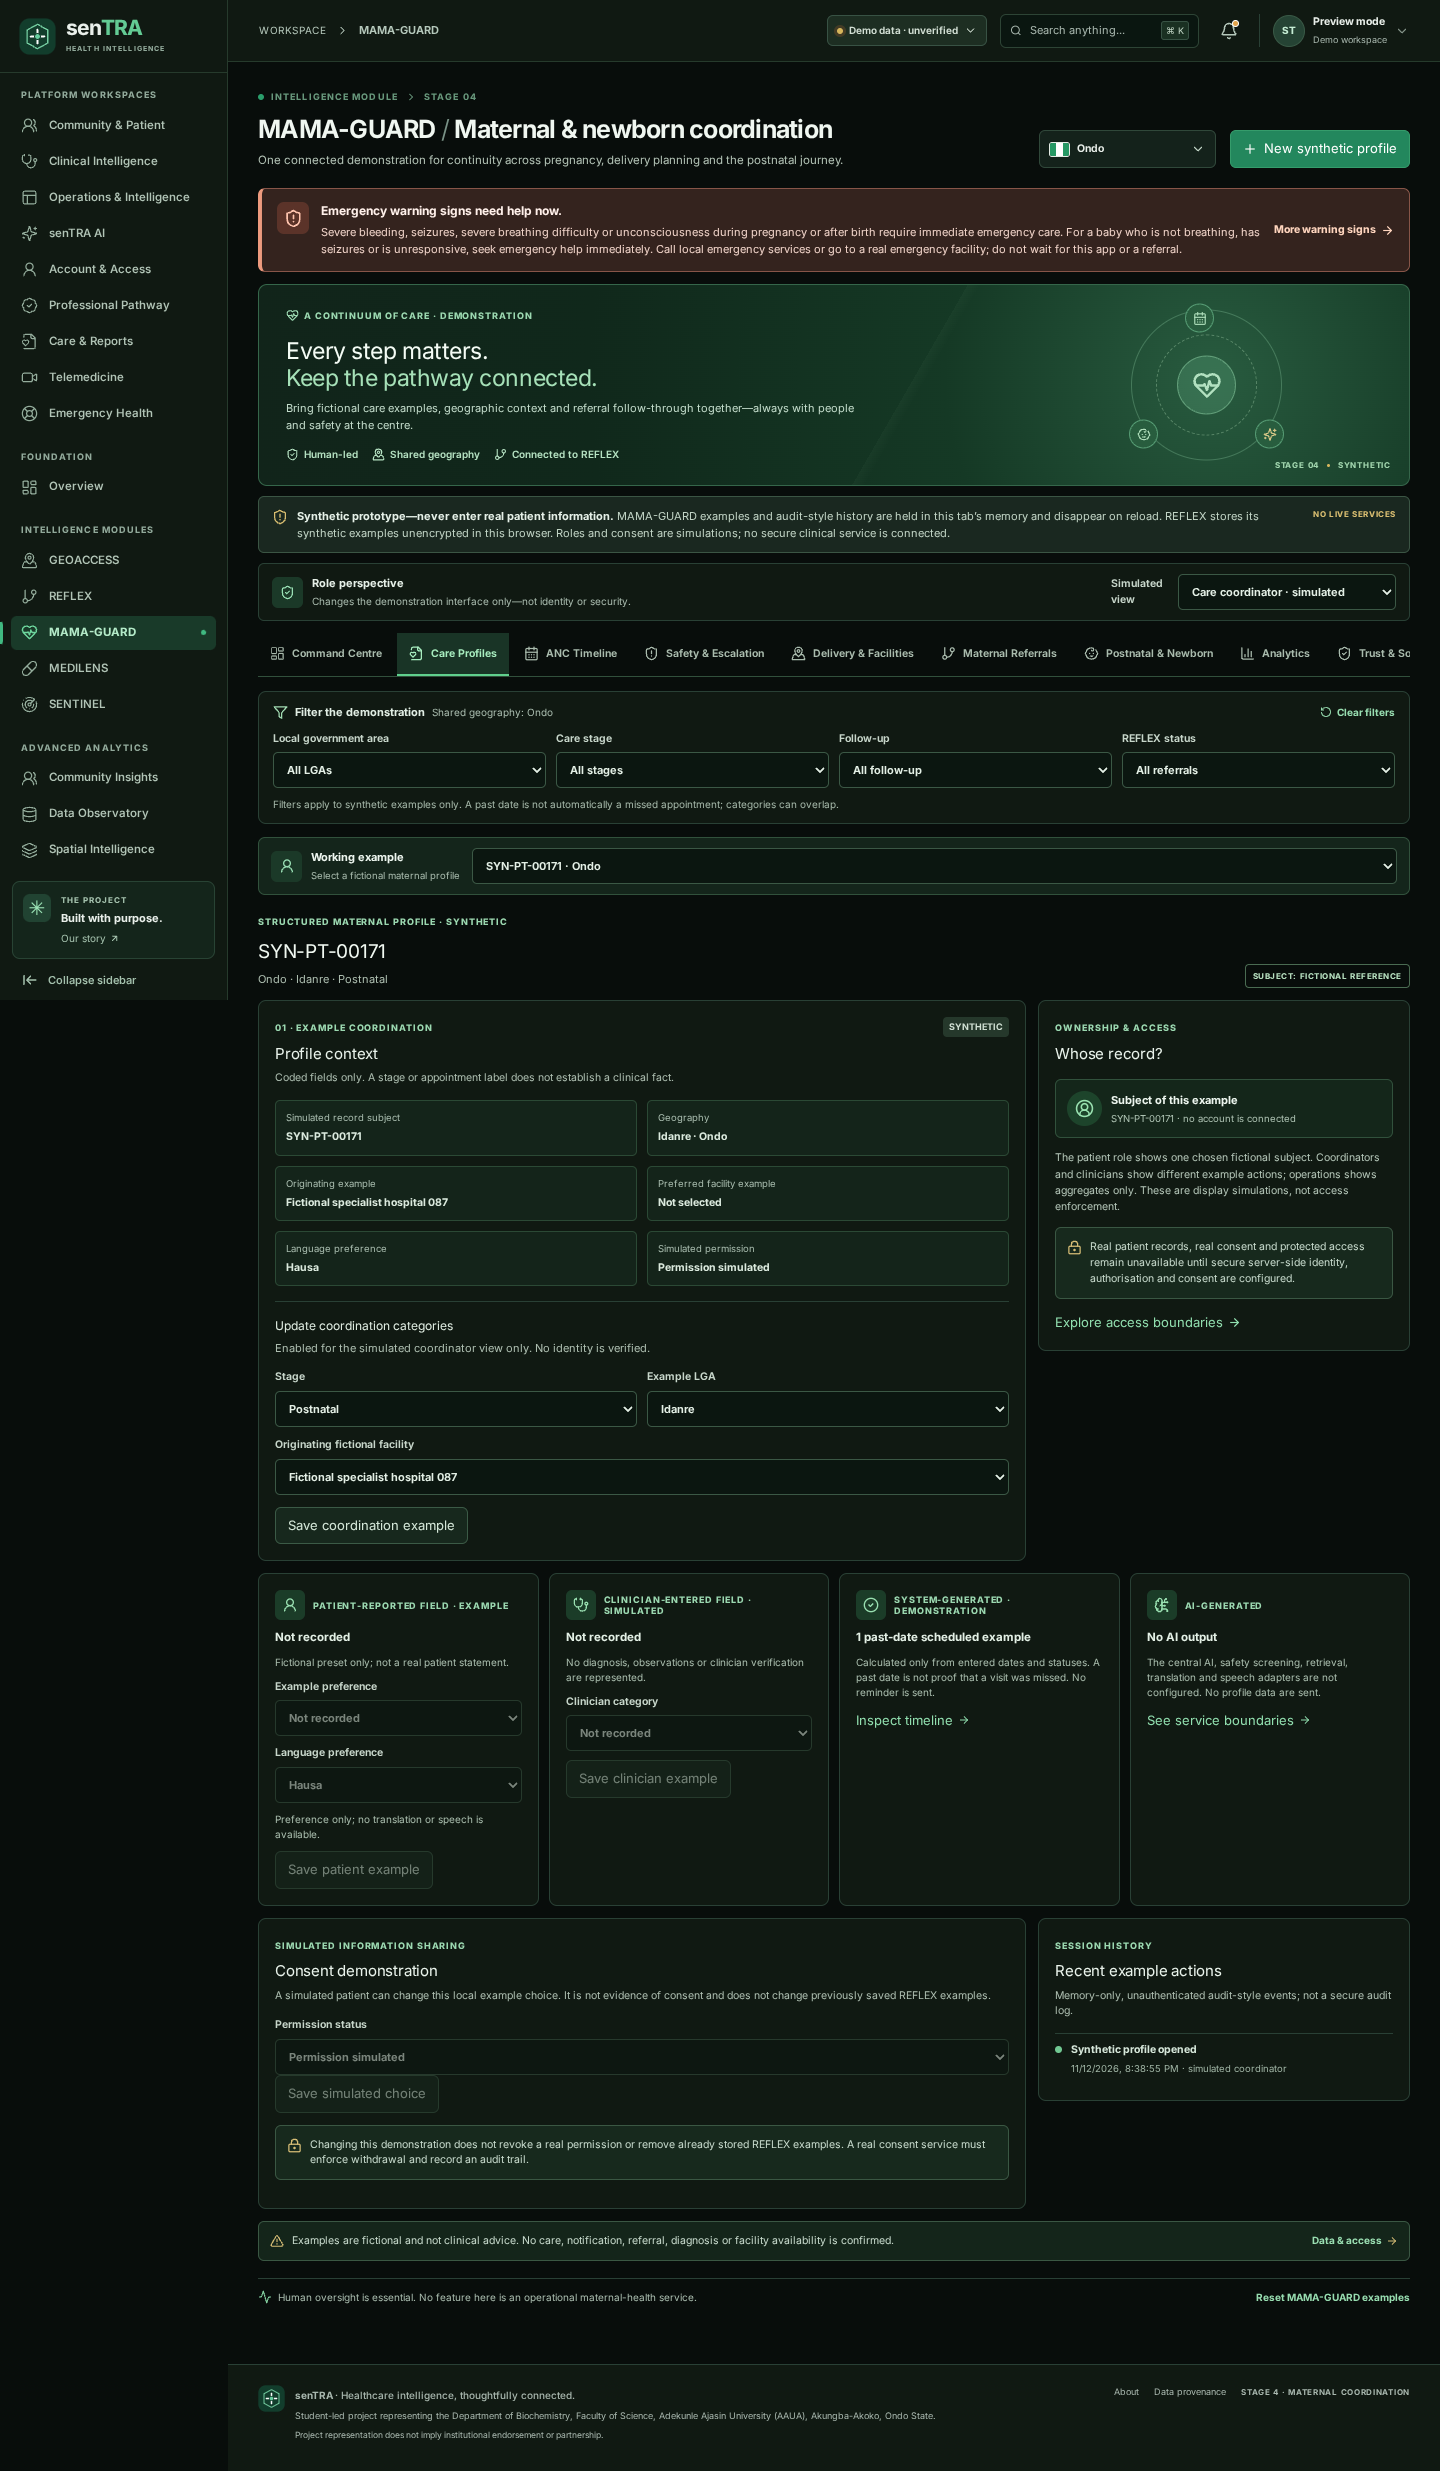 senTRA
HEALTH INTELLIGENCE
PLATFORM WORKSPACES
Community & Patient
Clinical Intelligence
Operations & Intelligence
senTRA AI
Account & Access
Professional Pathway
Care & Reports
Telemedicine
Emergency Health
FOUNDATION
Overview
INTELLIGENCE MODULES
GEOACCESS
REFLEX
MAMA-GUARD
MEDILENS
SENTINEL
ADVANCED ANALYTICS
Community Insights
Data Observatory
Spatial Intelligence
THE PROJECT
Built with purpose.
Our story
Collapse sidebar
WORKSPACE > MAMA-GUARD
Demo data · unverified
Search anything...
⌘ K
ST
Preview mode
Demo workspace
INTELLIGENCE MODULE > STAGE 04
MAMA-GUARD / Maternal & newborn coordination
One connected demonstration for continuity across pregnancy, delivery planning and the postnatal journey.
Ondo
New synthetic profile
Emergency warning signs need help now.
Severe bleeding, seizures, severe breathing difficulty or unconsciousness during pregnancy or after birth require immediate emergency care. For a baby who is not breathing, has
seizures or is unresponsive, seek emergency help immediately. Call local emergency services or go to a real emergency facility; do not wait for this app or a referral.
More warning signs
A CONTINUUM OF CARE · DEMONSTRATION
Every step matters.
Keep the pathway connected.
Bring fictional care examples, geographic context and referral follow-through together—always with people
and safety at the centre.
Human-led
Shared geography
Connected to REFLEX
STAGE 04 • SYNTHETIC
Synthetic prototype—never enter real patient information. MAMA-GUARD examples and audit-style history are held in this tab's memory and disappear on reload. REFLEX stores its
synthetic examples unencrypted in this browser. Roles and consent are simulations; no secure clinical service is connected.
NO LIVE SERVICES
Role perspective
Changes the demonstration interface only—not identity or security.
Simulated
view
Care coordinator · simulated
Command Centre
Care Profiles
ANC Timeline
Safety & Escalation
Delivery & Facilities
Maternal Referrals
Postnatal & Newborn
Analytics
Trust & So
Filter the demonstration
Shared geography: Ondo
Clear filters
Local government area
Care stage
Follow-up
REFLEX status
All LGAs
All stages
All follow-up
All referrals
Filters apply to synthetic examples only. A past date is not automatically a missed appointment; categories can overlap.
Working example
Select a fictional maternal profile
SYN-PT-00171 · Ondo
STRUCTURED MATERNAL PROFILE · SYNTHETIC
SYN-PT-00171
Ondo · Idanre · Postnatal
SUBJECT: FICTIONAL REFERENCE
01 · EXAMPLE COORDINATION
SYNTHETIC
Profile context
Coded fields only. A stage or appointment label does not establish a clinical fact.
Simulated record subject
SYN-PT-00171
Geography
Idanre · Ondo
Originating example
Fictional specialist hospital 087
Preferred facility example
Not selected
Language preference
Hausa
Simulated permission
Permission simulated
Update coordination categories
Enabled for the simulated coordinator view only. No identity is verified.
Stage
Example LGA
Postnatal
Idanre
Originating fictional facility
Fictional specialist hospital 087
Save coordination example
OWNERSHIP & ACCESS
Whose record?
Subject of this example
SYN-PT-00171 · no account is connected
The patient role shows one chosen fictional subject. Coordinators
and clinicians show different example actions; operations shows
aggregates only. These are display simulations, not access
enforcement.
Real patient records, real consent and protected access
remain unavailable until secure server-side identity,
authorisation and consent are configured.
Explore access boundaries
PATIENT-REPORTED FIELD · EXAMPLE
Not recorded
Fictional preset only; not a real patient statement.
Example preference
Not recorded
Language preference
Hausa
Preference only; no translation or speech is
available.
Save patient example
CLINICIAN-ENTERED FIELD ·
SIMULATED
Not recorded
No diagnosis, observations or clinician verification
are represented.
Clinician category
Not recorded
Save clinician example
SYSTEM-GENERATED ·
DEMONSTRATION
1 past-date scheduled example
Calculated only from entered dates and statuses. A
past date is not proof that a visit was missed. No
reminder is sent.
Inspect timeline
AI-GENERATED
No AI output
The central AI, safety screening, retrieval,
translation and speech adapters are not
configured. No profile data are sent.
See service boundaries
SIMULATED INFORMATION SHARING
Consent demonstration
A simulated patient can change this local example choice. It is not evidence of consent and does not change previously saved REFLEX examples.
Permission status
Permission simulated
Save simulated choice
Changing this demonstration does not revoke a real permission or remove already stored REFLEX examples. A real consent service must
enforce withdrawal and record an audit trail.
SESSION HISTORY
Recent example actions
Memory-only, unauthenticated audit-style events; not a secure audit
log.
Synthetic profile opened
11/12/2026, 8:38:55 PM · simulated coordinator
Examples are fictional and not clinical advice. No care, notification, referral, diagnosis or facility availability is confirmed.
Data & access
Human oversight is essential. No feature here is an operational maternal-health service.
Reset MAMA-GUARD examples
senTRA · Healthcare intelligence, thoughtfully connected.
Student-led project representing the Department of Biochemistry, Faculty of Science, Adekunle Ajasin University (AAUA), Akungba-Akoko, Ondo State.
Project representation does not imply institutional endorsement or partnership.
About
Data provenance
STAGE 4 · MATERNAL COORDINATION